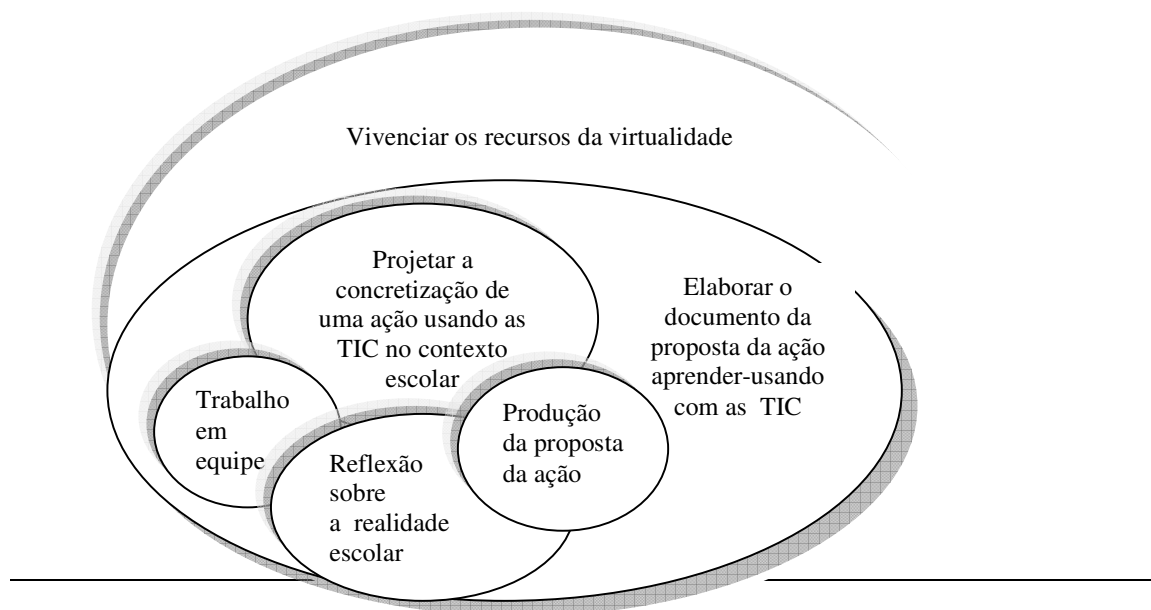 Vivenciar os recursos da virtualidade
Projetar a
concretização de
uma ação usando as
TIC no contexto
escolar
Elaborar o
documento da
proposta da ação
aprender-usando
com as TIC
Trabalho
em
equipe
Produção
da proposta
da ação
Reflexão
sobre
a realidade
escolar